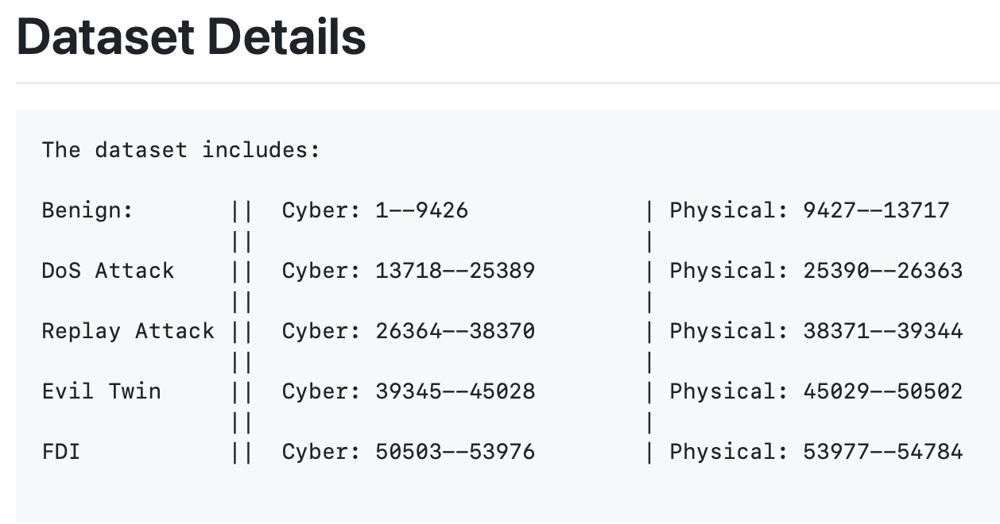 Dataset Details
The dataset includes:
Benign:       ||  Cyber: 1--9426             | Physical: 9427--13717
              ||                             |
DoS Attack    ||  Cyber: 13718--25389        | Physical: 25390--26363
              ||                             |
Replay Attack ||  Cyber: 26364--38370        | Physical: 38371--39344
              ||                             |
Evil Twin     ||  Cyber: 39345--45028        | Physical: 45029--50502
              ||                             |
FDI           ||  Cyber: 50503--53976        | Physical: 53977--54784